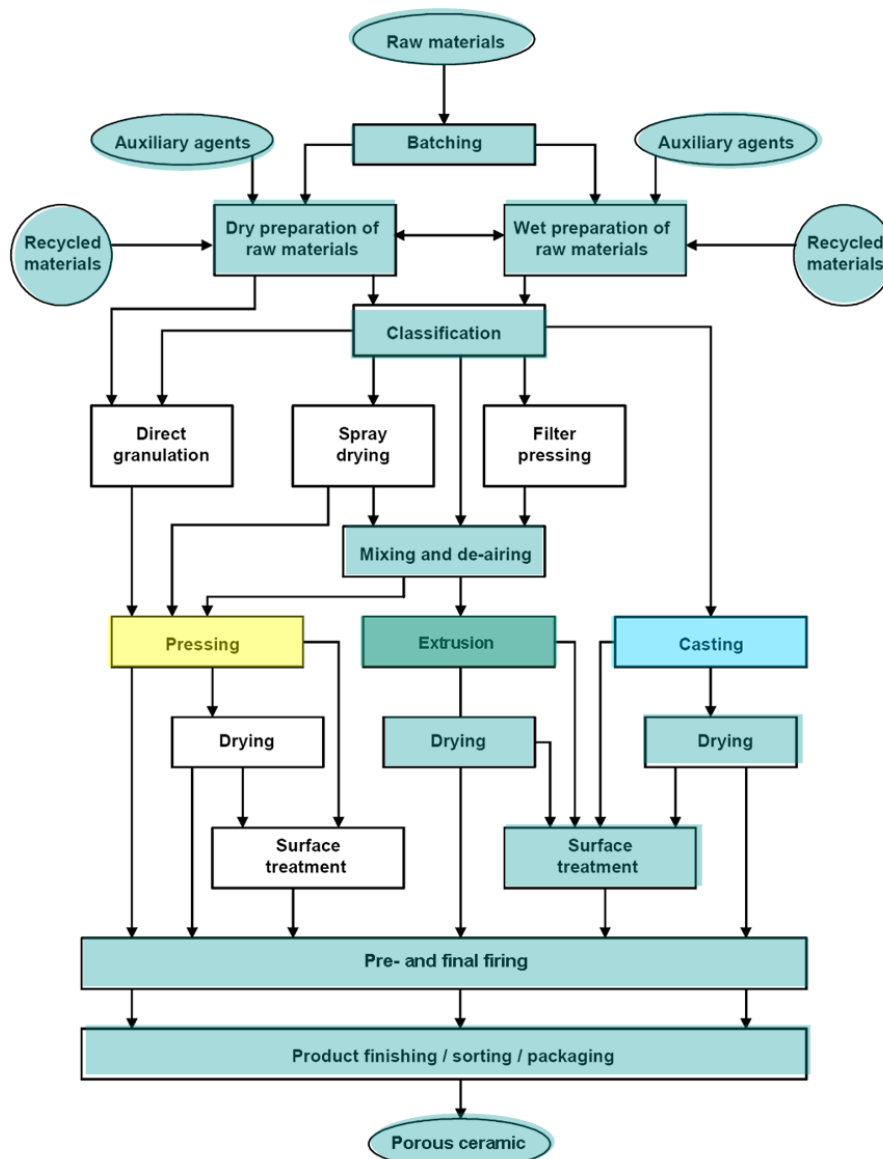 Raw materials
Auxiliary agents
Batching
Auxiliary agents
Recycled
materials
Dry preparation of
raw materials
Wet preparation of
raw materials
Recycled
materials
Classification
Direct
granulation
Spray
drying
Filter
pressing
Mixing and de-airing
Pressing
Extrusion
Casting
Drying
Drying
Drying
Surface
treatment
Surface
treatment
Pre- and final firing
Product finishing / sorting / packaging
Porous ceramic